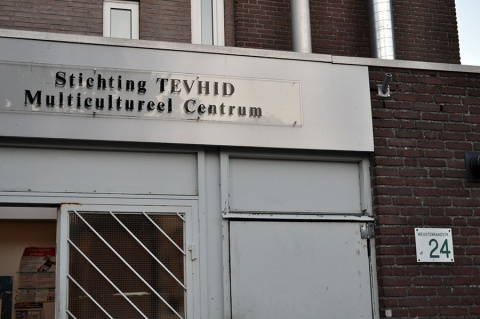 Stichting TEVHID
Multicultureel Centrum
24